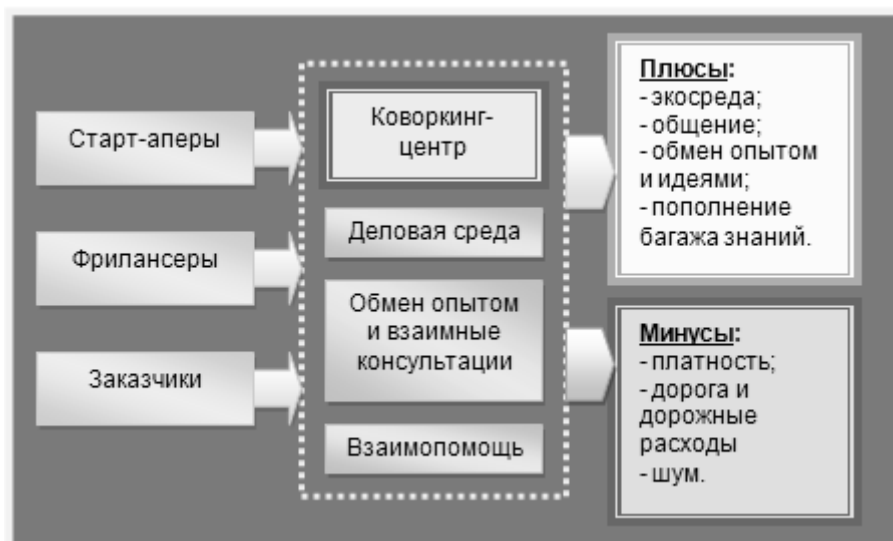 Старт-аперы
Фрилансеры
Заказчики
Коворкинг-
центр
Деловая среда
Обмен опытом
и взаимные
консультации
Взаимопомощь
Плюсы:
- экосреда;
- общение;
- обмен опытом
и идеями;
- пополнение
багажа знаний.
Минусы:
- платность;
- дорога и
дорожные
расходы
- шум.